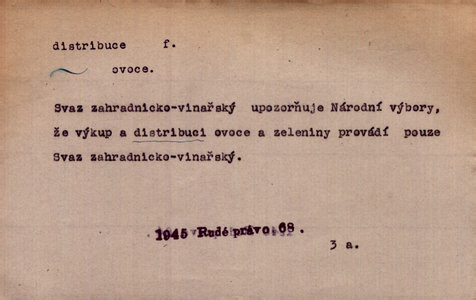 distribuce f.
ovoce.
Svaz zahradnicko-vinařský upozorňuje Národní výbory,
že výkup a distribuci ovoce a zeleniny provádí pouze
Svaz zahradnicko-vinařský.
1945 Rudé právo 68.
3 a.